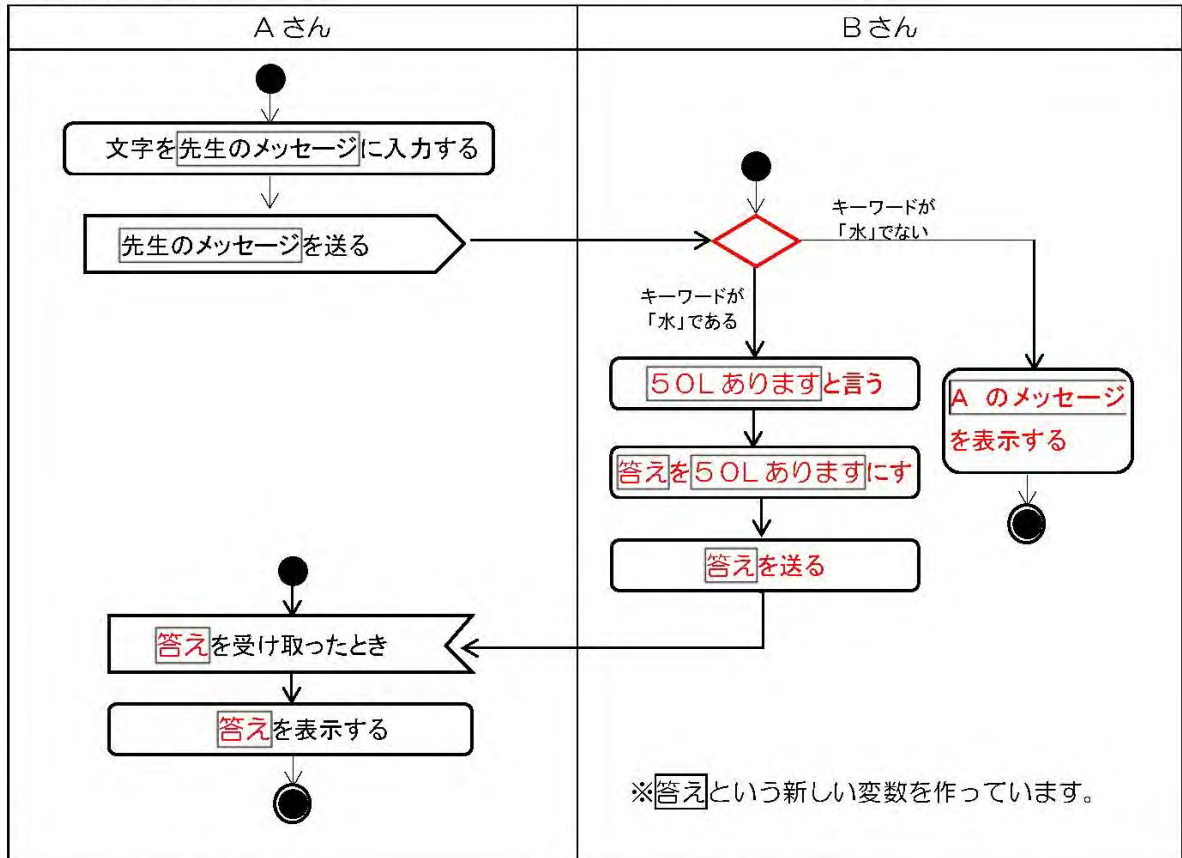 Aさん
Bさん
文字を先生のメッセージに入力する
先生のメッセージを送る
キーワードが
「水」でない
キーワードが
「水」である
５０Ｌありますと言う
A のメッセージ
を表示する
答えを５０Ｌありますにす
答えを送る
答えを受け取ったとき
答えを表示する
※答えという新しい変数を作っています。